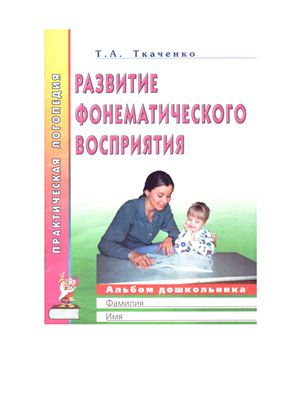 Т.А. Ткаченко
РАЗВИТИЕ
ФОНЕМАТИЧЕСКОГО
ВОСПРИЯТИЯ
ПРАКТИЧЕСКАЯ ЛОГОПЕДИЯ
Альбом дошкольника
Фамилия
Имя